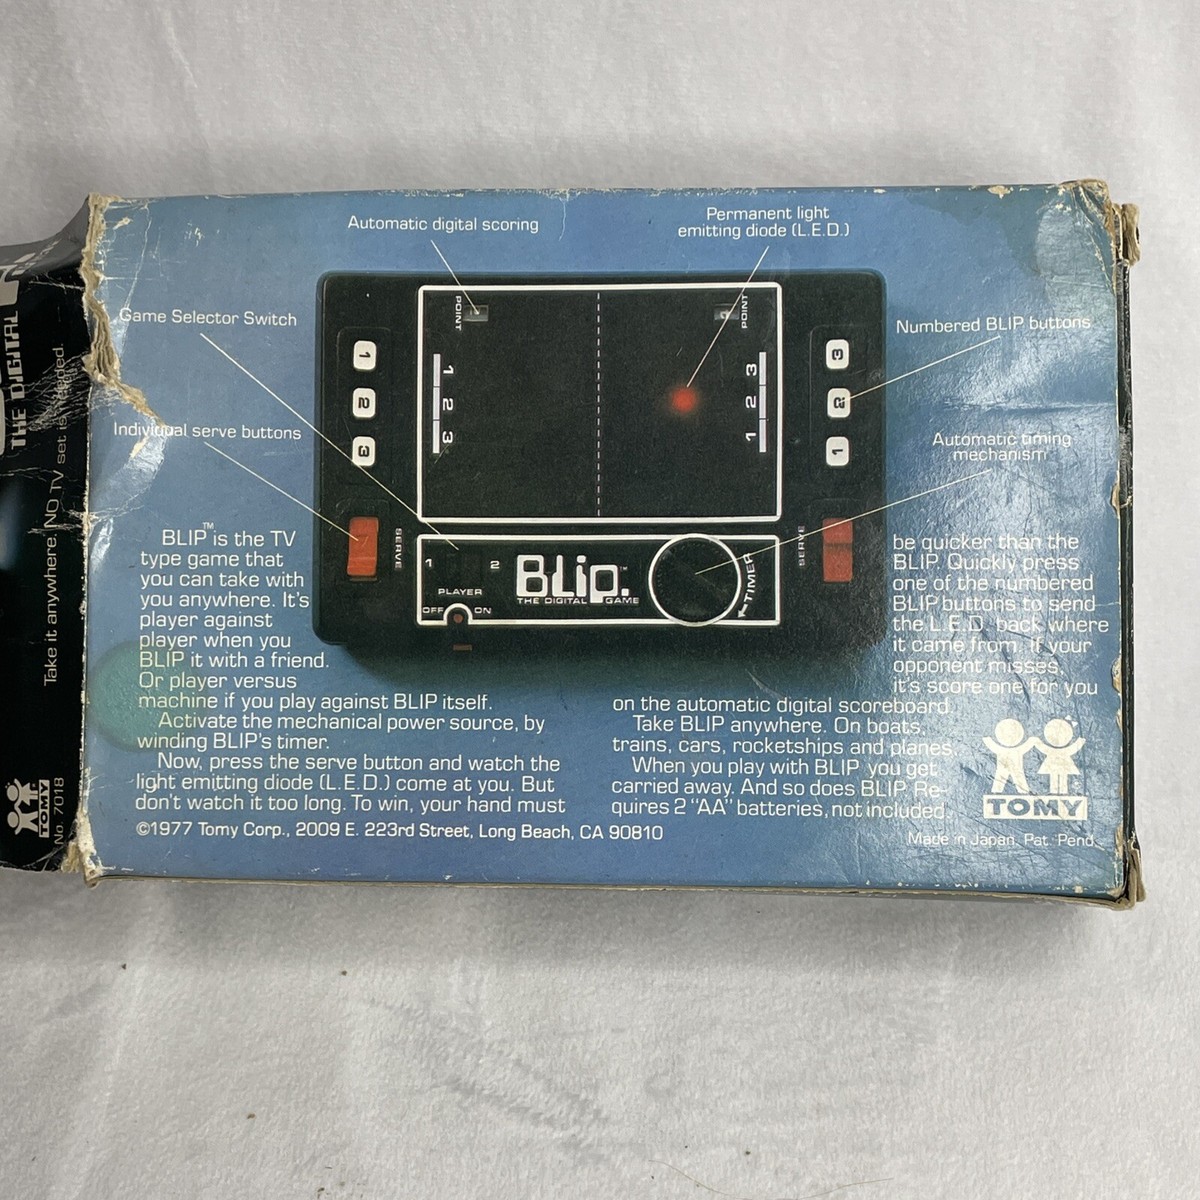 Automatic digital scoring
Permanent light
emitting diode (L.E.D.)
Game Selector Switch
Numbered BLIP buttons
Individual serve buttons
Automatic timing
mechanism
POINT
POINT
1
2
3
1
2
3
3
2
1
3
2
1
SERVE
SERVE
1
2
PLAYER
OFF
ON
BLiP.™
THE DIGITAL GAME
TIMER
BLIP™ is the TV
type game that
you can take with
you anywhere. It's
player against
player when you
BLIP it with a friend.
Or player versus
machine if you play against BLIP itself.
Activate the mechanical power source, by
winding BLIP's timer.
Now, press the serve button and watch the
light emitting diode (L.E.D.) come at you. But
don't watch it too long. To win, your hand must
be quicker than the
BLIP. Quickly press
one of the numbered
BLIP buttons to send
the L.E.D. back where
it came from. If your
opponent misses,
it's score one for you
on the automatic digital scoreboard.
Take BLIP anywhere. On boats,
trains, cars, rocketships and planes.
When you play with BLIP you get
carried away. And so does BLIP. Re-
quires 2 "AA" batteries, not included.
©1977 Tomy Corp., 2009 E. 223rd Street, Long Beach, CA 90810
TOMY
Made in Japan. Pat. Pend.
THE DIGITAL
Take it anywhere. NO TV set is needed.
TOMY
No. 7018